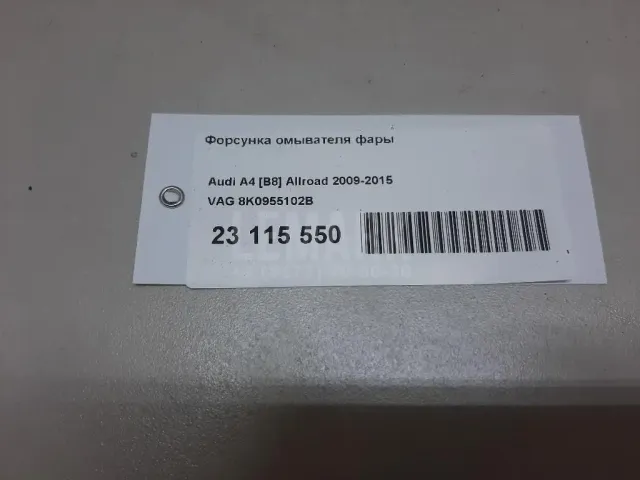 Форсунка омывателя фары
Audi A4 [B8] Allroad 2009-2015
VAG 8K0955102B
23 115 550